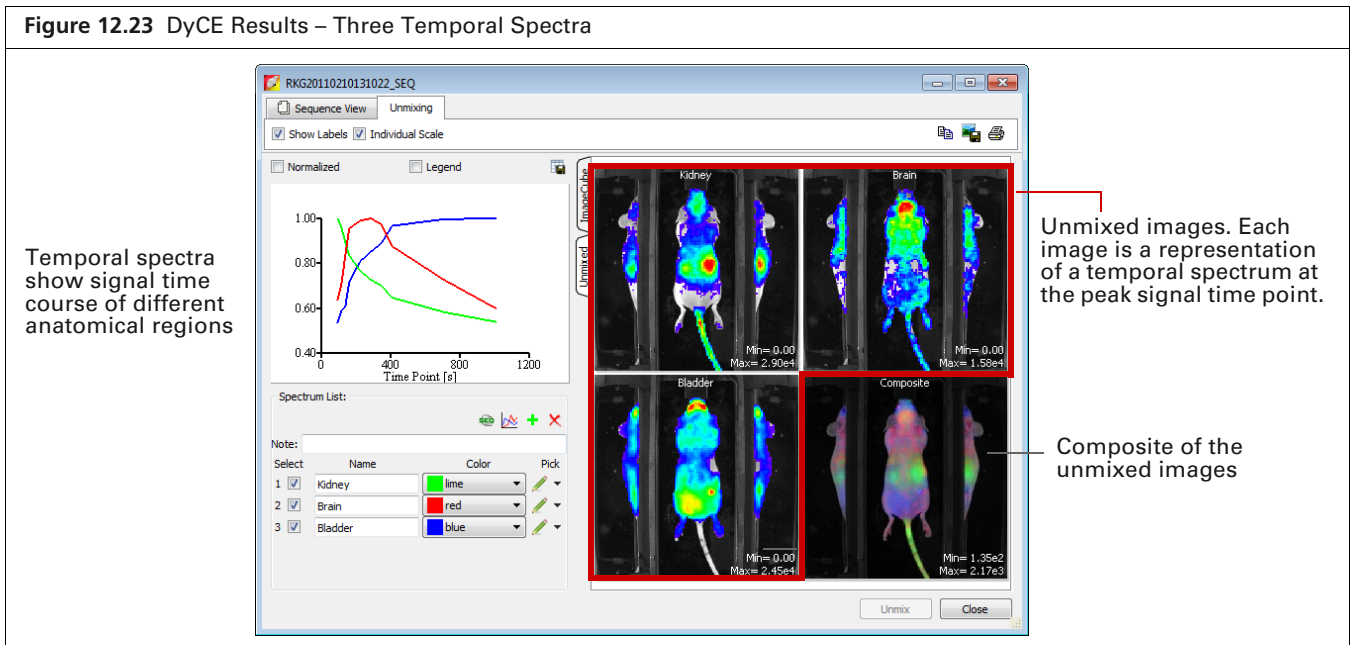 Figure 12.23 DyCE Results – Three Temporal Spectra
RKG20110210131022_SEQ
Sequence View
Unmixing
Show Labels
Individual Scale
Normalized
Legend
1.00
0.80
0.60
0.40
0
400
800
1200
Time Point [s]
Temporal spectra
show signal time
course of different
anatomical regions
Spectrum List:
SEQ
Note:
Select Name Color Pick
1 Kidney lime
2 Brain red
3 Bladder blue
ImageCube
Unmixed
Kidney
Min= 0.00
Max= 2.90e4
Brain
Min= 0.00
Max= 1.58e4
Bladder
Min= 0.00
Max= 2.45e4
Composite
Min= 1.35e2
Max= 2.17e3
Unmix
Close
Unmixed images. Each
image is a representation
of a temporal spectrum at
the peak signal time point.
Composite of the
unmixed images